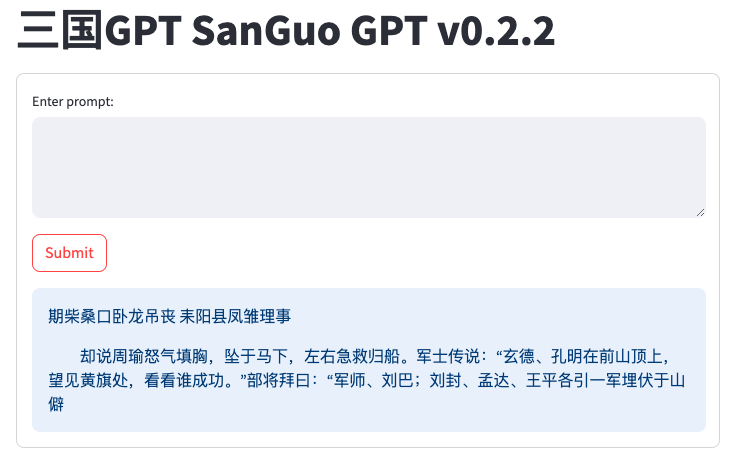 三国GPT SanGuo GPT v0.2.2
Enter prompt:
Submit
期柴桑口卧龙吊丧 耒阳县凤雏理事
却说周瑜怒气填胸，坠于马下，左右急救归船。军士传说：“玄德、孔明在前山顶上，
望见黄旗处，看看谁成功。”部将拜曰：“军师、刘巴；刘封、孟达、王平各引一军埋伏于山
僻